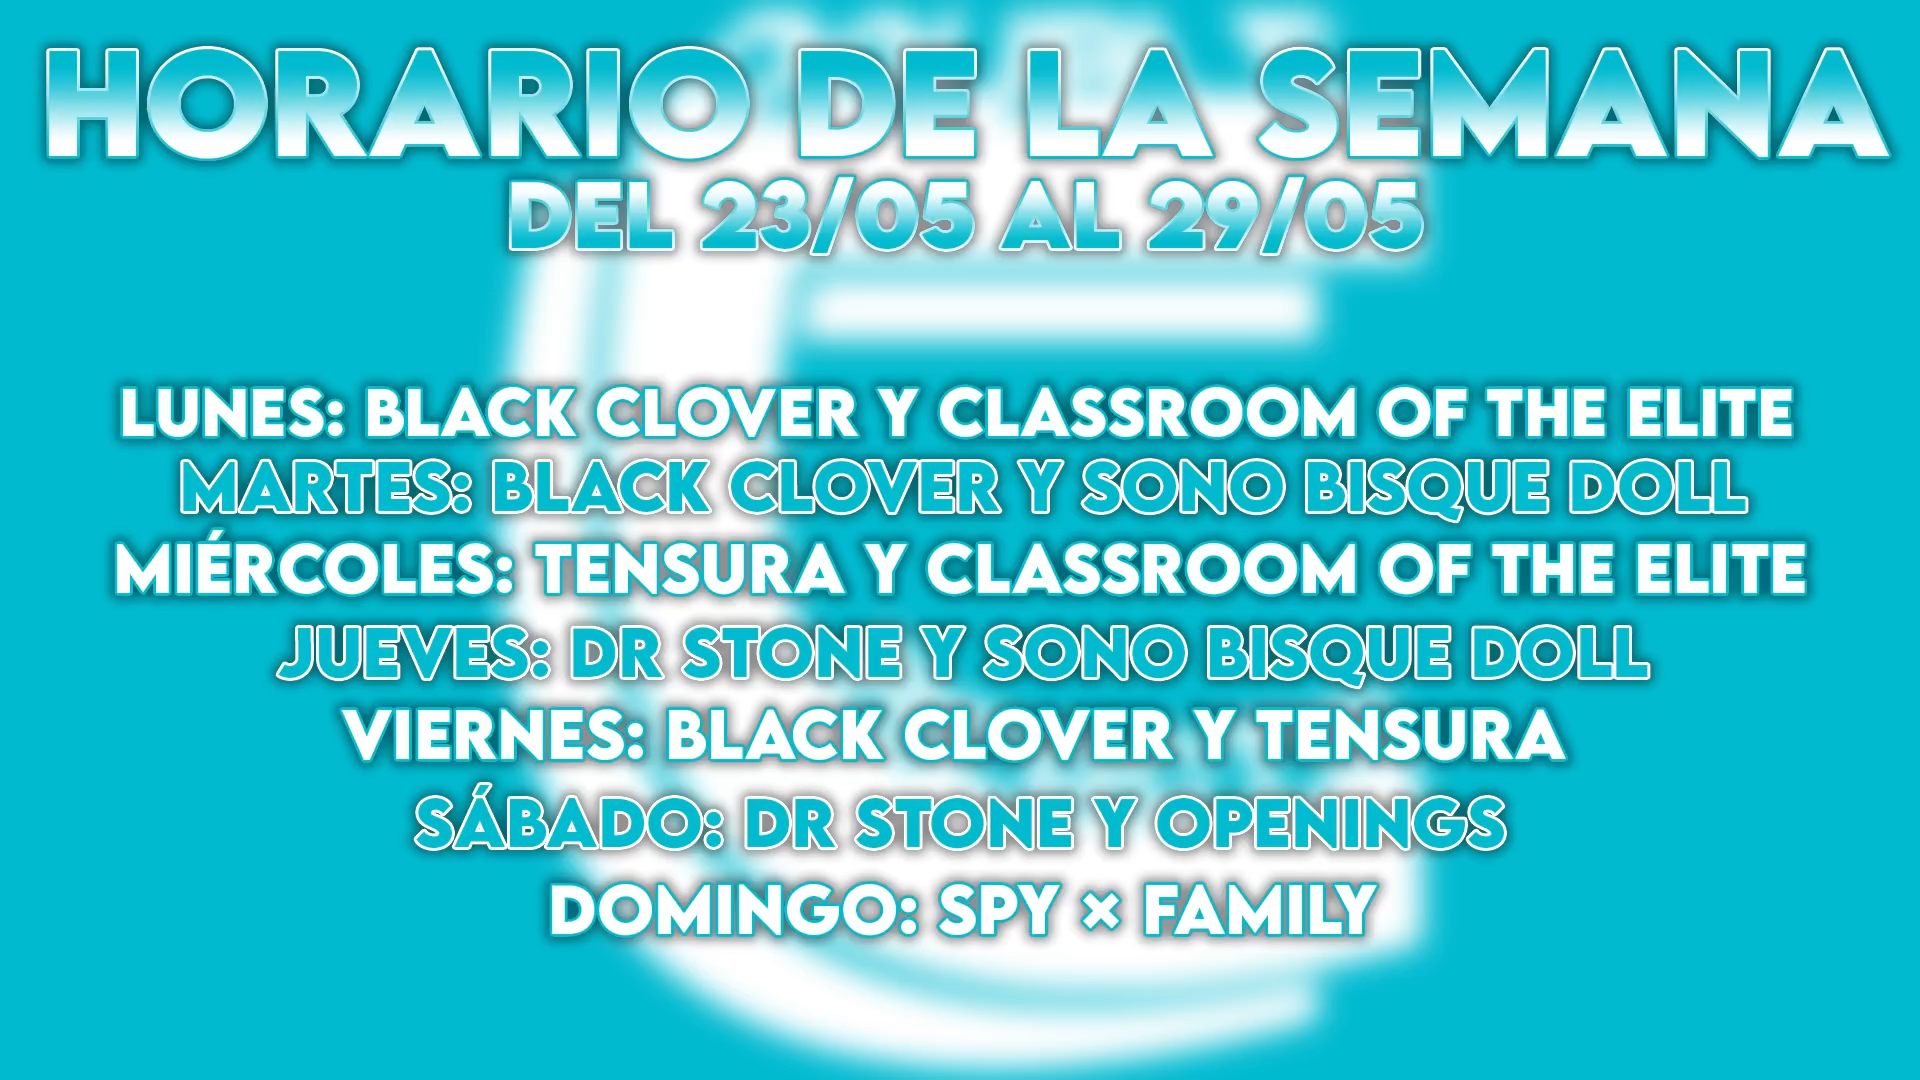 HORARIO DE LA SEMANA
DEL 23/05 AL 29/05
LUNES: BLACK CLOVER Y CLASSROOM OF THE ELITE
MARTES: BLACK CLOVER Y SONO BISQUE DOLL
MIÉRCOLES: TENSURA Y CLASSROOM OF THE ELITE
JUEVES: DR STONE Y SONO BISQUE DOLL
VIERNES: BLACK CLOVER Y TENSURA
SÁBADO: DR STONE Y OPENINGS
DOMINGO: SPY × FAMILY